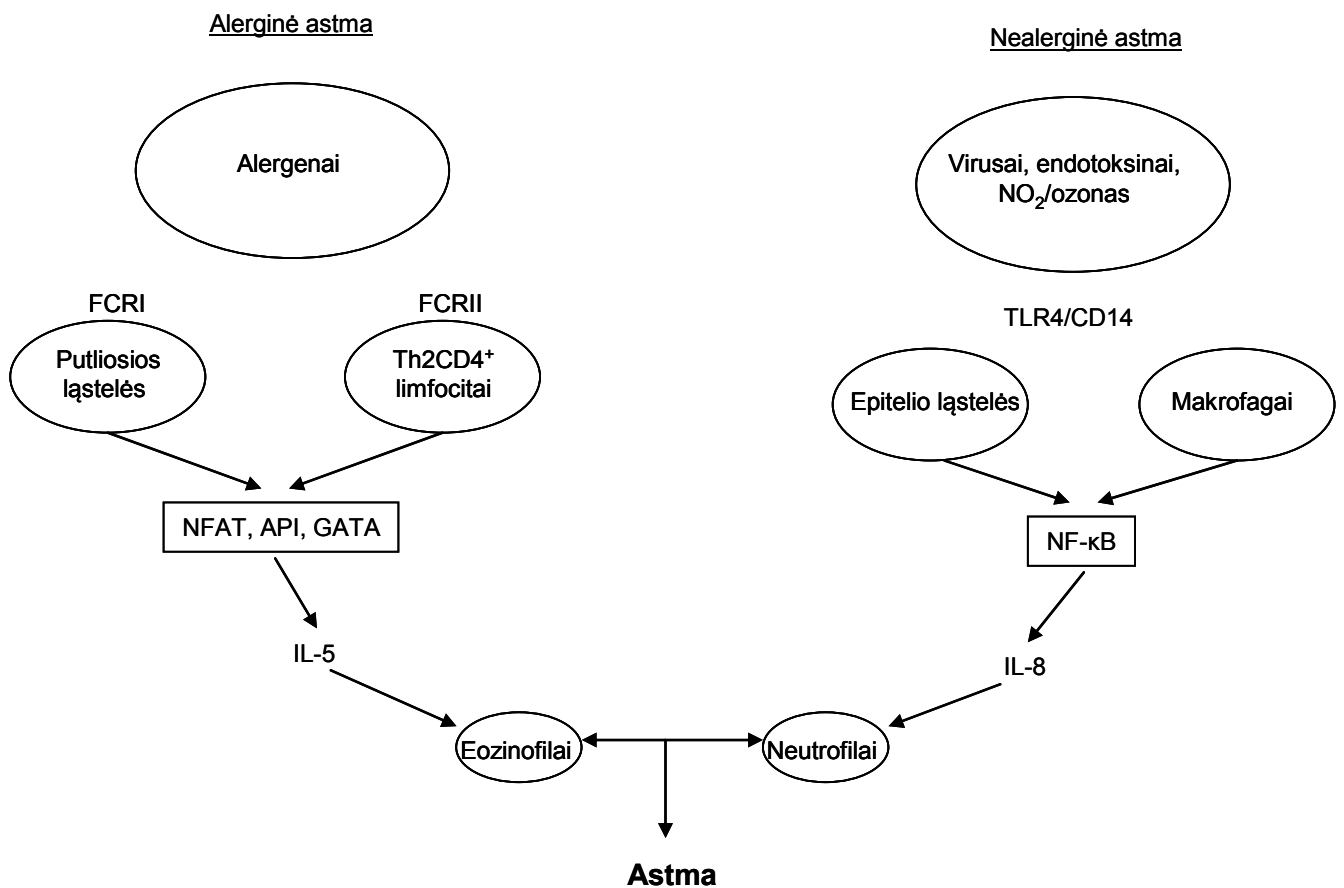 Alerginė astma
Nealerginė astma
Alergenai
Virusai, endotoksinai,
NO₂/ozonas
FCRI
FCRII
TLR4/CD14
Putliosios
ląstelės
Th2CD4⁺
limfocitai
Epitelio ląstelės
Makrofagai
NFAT, API, GATA
NF-κB
IL-5
IL-8
Eozinofilai
Neutrofilai
Astma